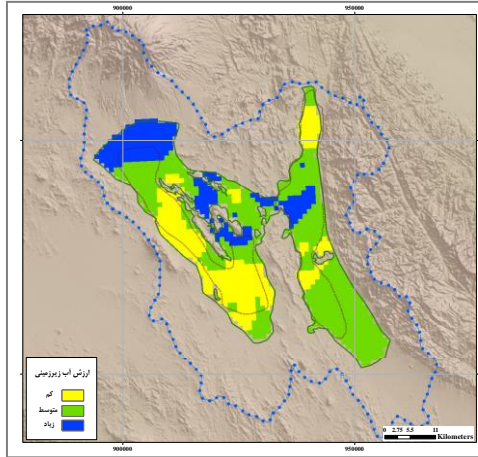 900000 950000
ارزش آب زیرزمینی
کم
متوسط
زیاد
0 2.75 5.5 11
Kilometers
900000 950000